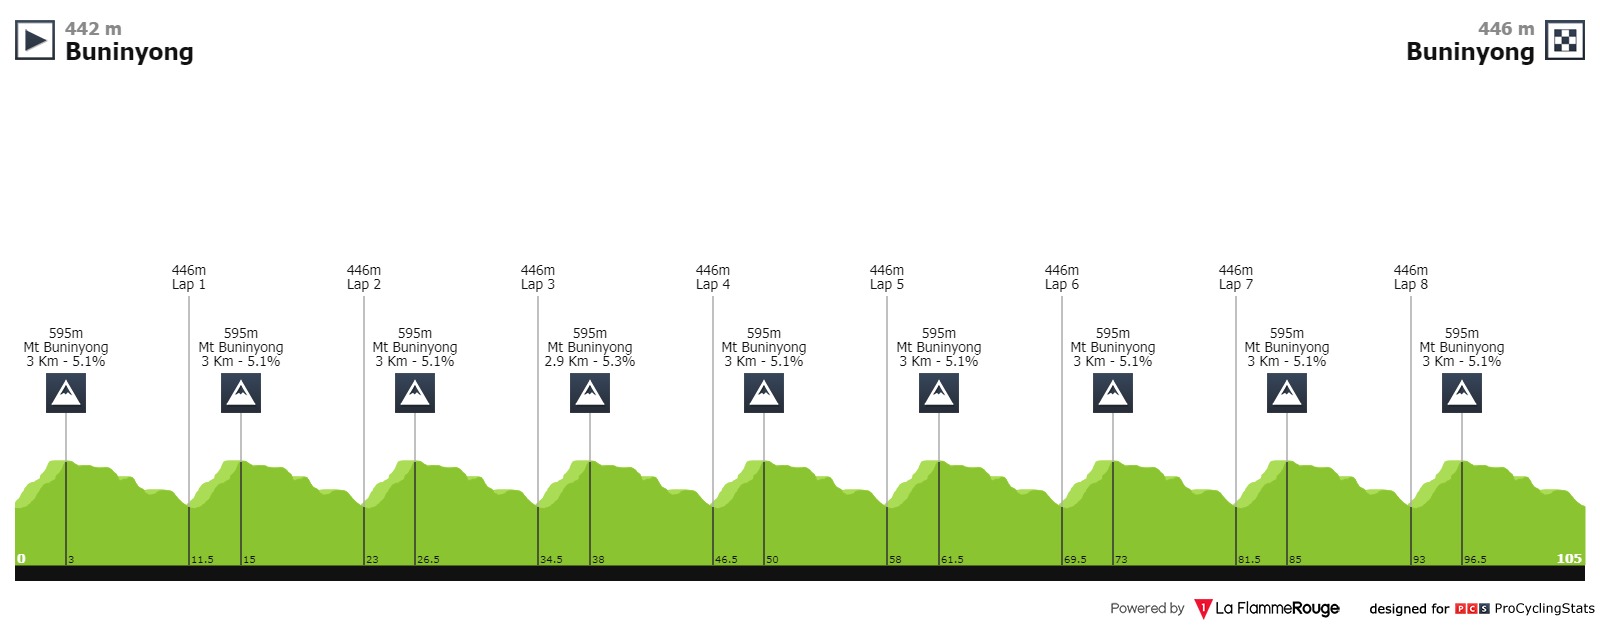 442 m
Buninyong
446 m
Buninyong
446m
Lap 1
446m
Lap 2
446m
Lap 3
446m
Lap 4
446m
Lap 5
446m
Lap 6
446m
Lap 7
446m
Lap 8
595m
Mt Buninyong
3 Km - 5.1%
595m
Mt Buninyong
3 Km - 5.1%
595m
Mt Buninyong
3 Km - 5.1%
595m
Mt Buninyong
2.9 Km - 5.3%
595m
Mt Buninyong
3 Km - 5.1%
595m
Mt Buninyong
3 Km - 5.1%
595m
Mt Buninyong
3 Km - 5.1%
595m
Mt Buninyong
3 Km - 5.1%
595m
Mt Buninyong
3 Km - 5.1%
0 3 11.5 15 23 26.5 34.5 38 46.5 50 58 61.5 69.5 73 81.5 85 93 96.5 105
Powered by 1 La FlammeRouge designed for PCS ProCyclingStats